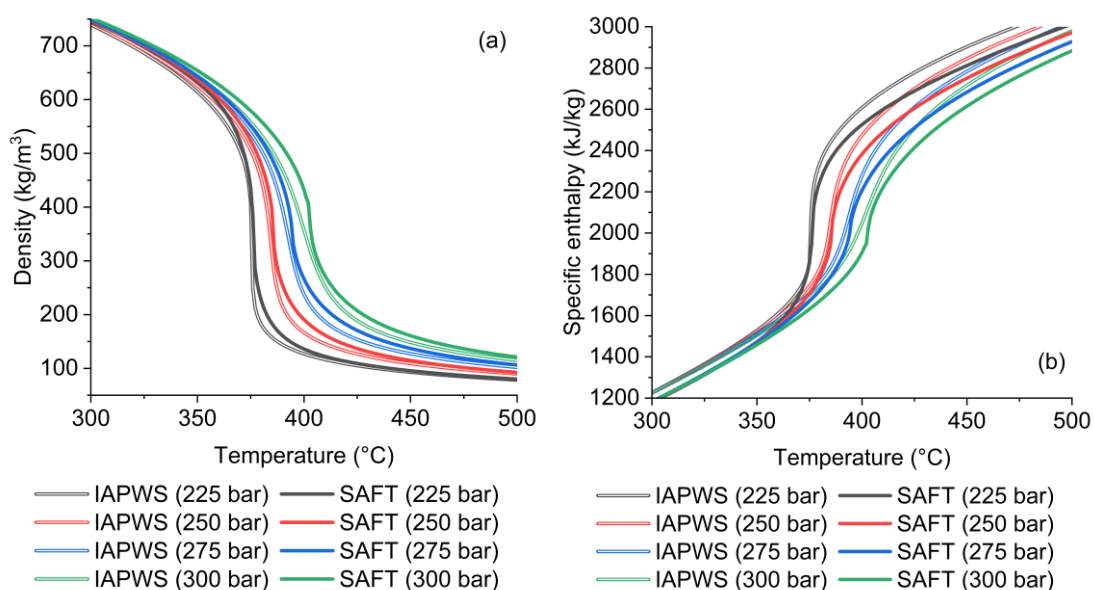 (a)
Density (kg/m³)
700
600
500
400
300
200
100
300
350
400
450
500
Temperature (°C)
IAPWS (225 bar)
SAFT (225 bar)
IAPWS (250 bar)
SAFT (250 bar)
IAPWS (275 bar)
SAFT (275 bar)
IAPWS (300 bar)
SAFT (300 bar)
Specific enthalpy (kJ/kg)
3000
2800
2600
2400
2200
2000
1800
1600
1400
1200
(b)
300
350
400
450
500
Temperature (°C)
IAPWS (225 bar)
SAFT (225 bar)
IAPWS (250 bar)
SAFT (250 bar)
IAPWS (275 bar)
SAFT (275 bar)
IAPWS (300 bar)
SAFT (300 bar)